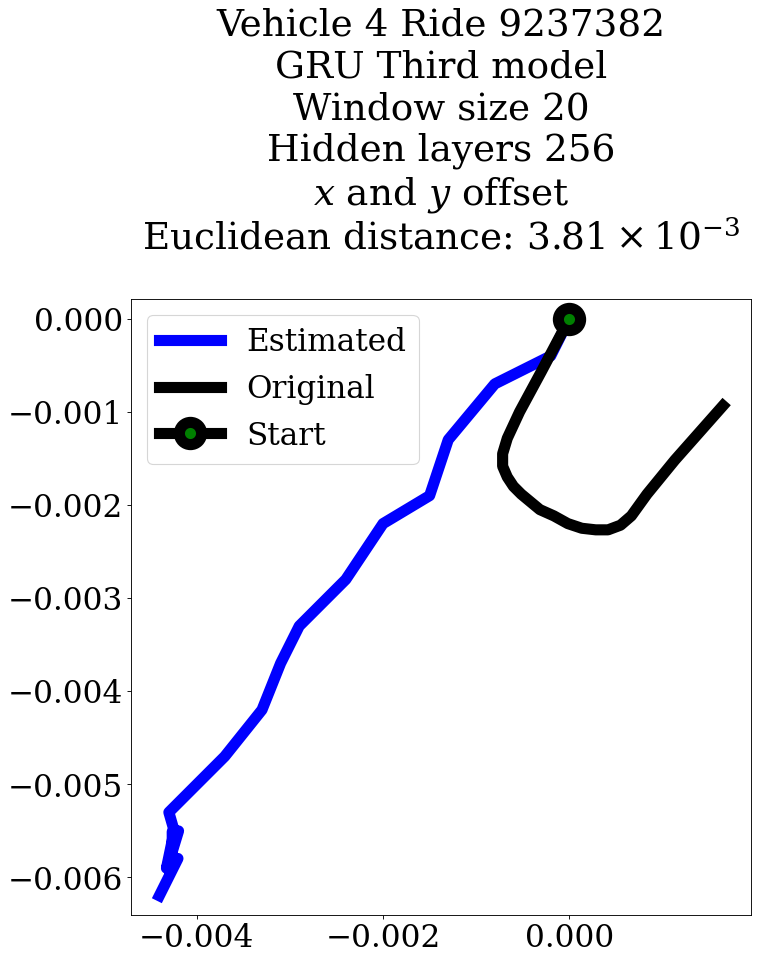 Vehicle 4 Ride 9237382
GRU Third model
Window size 20
Hidden layers 256
x and y offset
Euclidean distance: 3.81 × 10⁻³
Estimated
Original
Start
0.000
−0.001
−0.002
−0.003
−0.004
−0.005
−0.006
−0.004 −0.002 0.000